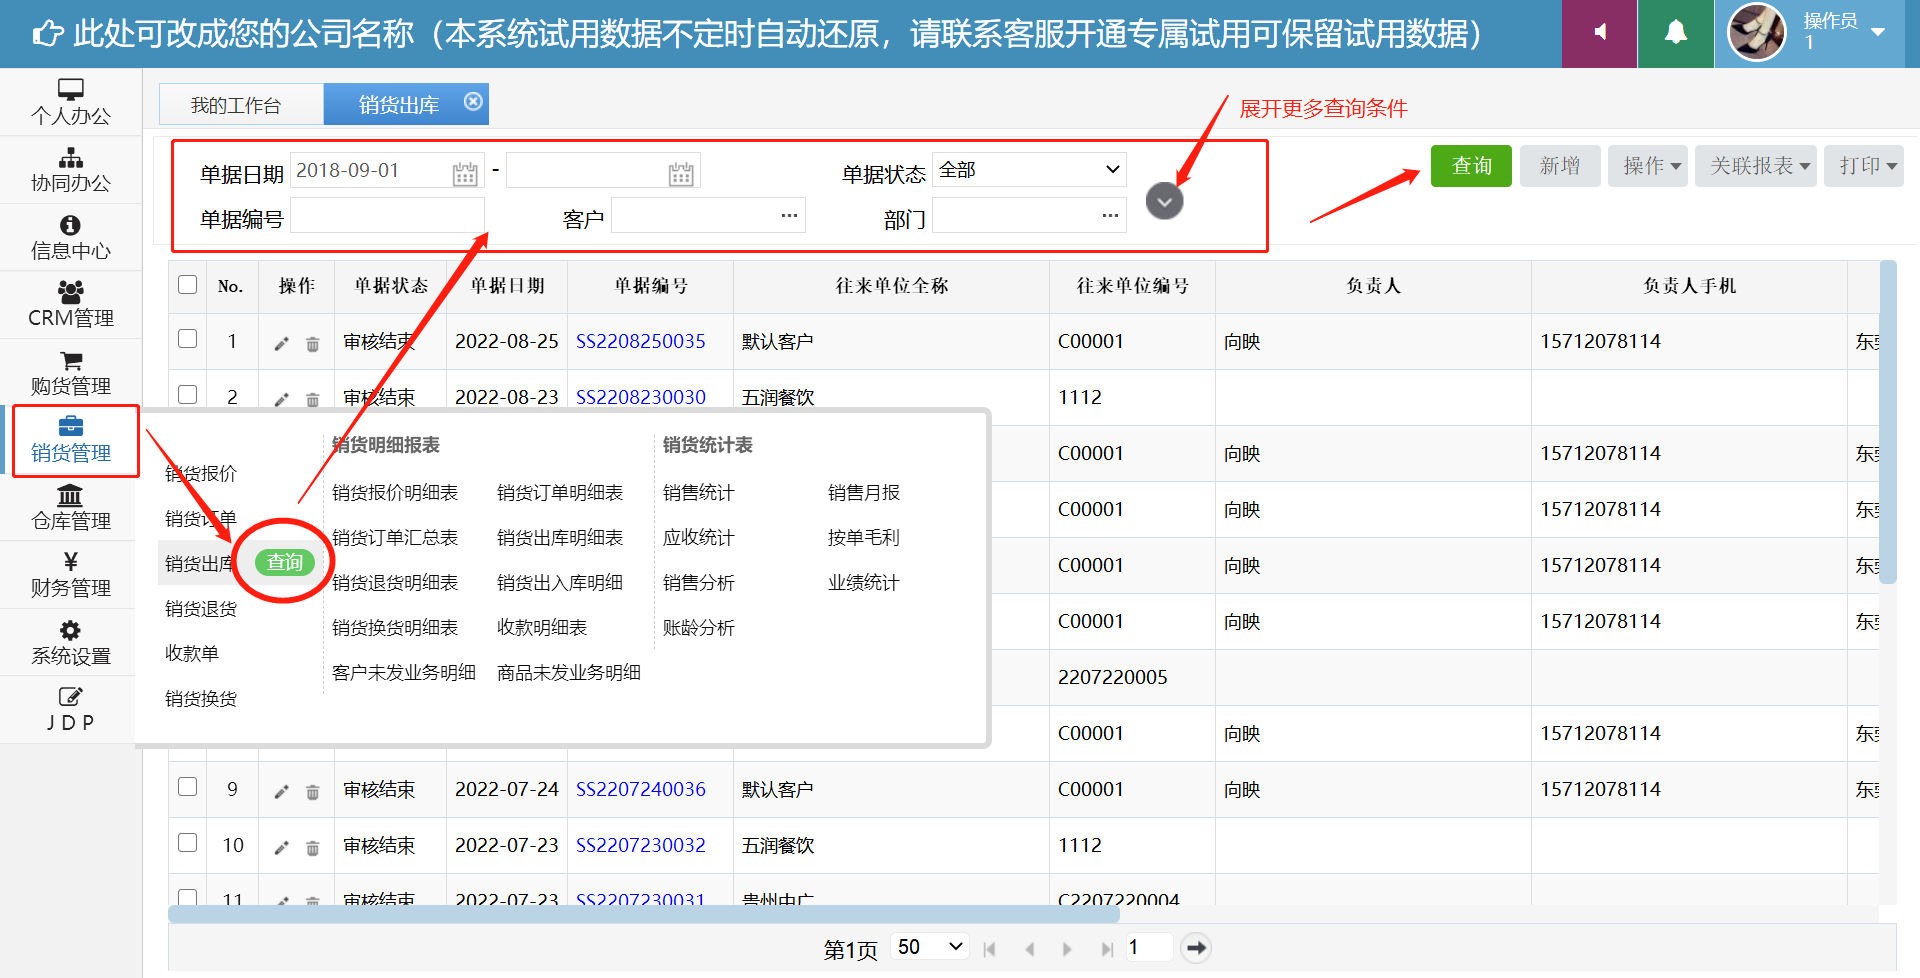 此处可改成您的公司名称（本系统试用数据不定时自动还原，请联系客服开通专属试用可保留试用数据）
操作员
1
个人办公
协同办公
信息中心
CRM管理
购货管理
销货管理
仓库管理
财务管理
系统设置
J D P
我的工作台 销货出库
展开更多查询条件
单据日期 2018-09-01 - 单据状态 全部
单据编号 客户 ... 部门 ...
查询 新增 操作 关联报表 打印
No. 操作 单据状态 单据日期 单据编号 往来单位全称 往来单位编号 负责人 负责人手机
1 审核结束 2022-08-25 SS2208250035 默认客户 C00001 向映 15712078114
2 审核结束 2022-08-23 SS2208230030 五润餐饮 1112
C00001 向映 15712078114
C00001 向映 15712078114
C00001 向映 15712078114
C00001 向映 15712078114
2207220005
C00001 向映 15712078114
9 审核结束 2022-07-24 SS2207240036 默认客户 C00001 向映 15712078114
10 审核结束 2022-07-23 SS2207230032 五润餐饮 1112
11 审核结束 2022-07-23 SS2207230031 贵州中广 C2207220004
销货报价
销货订单
销货出库 查询
销货退货
收款单
销货换货
销货明细报表
销货报价明细表 销货订单明细表
销货订单汇总表 销货出库明细表
销货退货明细表 销货出入库明细
销货换货明细表 收款明细表
客户未发业务明细 商品未发业务明细
销货统计表
销售统计 销售月报
应收统计 按单毛利
销售分析 业绩统计
账龄分析
第1页 50 1